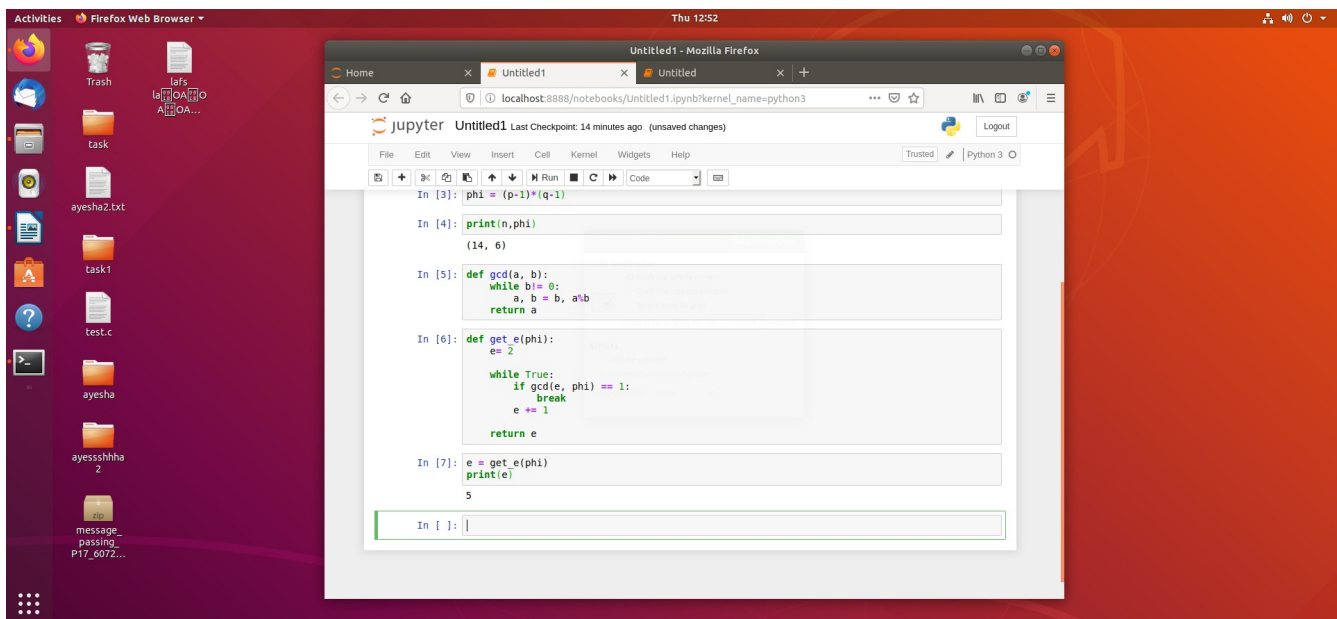 Activities Firefox Web Browser Thu 12:52
Trash
lafs
task
ayesha2.txt
task1
test.c
ayesha
ayessshhha
2
zip
message_
passing_
P17_6072...
Untitled1 - Mozilla Firefox
Home Untitled1 Untitled
localhost:8888/notebooks/Untitled1.ipynb?kernel_name=python3
jupyter Untitled1 Last Checkpoint: 14 minutes ago (unsaved changes) Logout
File Edit View Insert Cell Kernel Widgets Help Trusted Python 3
Run Code
In [3]: phi = (p-1)*(q-1)
In [4]: print(n,phi)
(14, 6)
In [5]: def gcd(a, b):
while b!= 0:
a, b = b, a%b
return a
In [6]: def get_e(phi):
e= 2
while True:
if gcd(e, phi) == 1:
break
e += 1
return e
In [7]: e = get_e(phi)
print(e)
5
In [ ]: